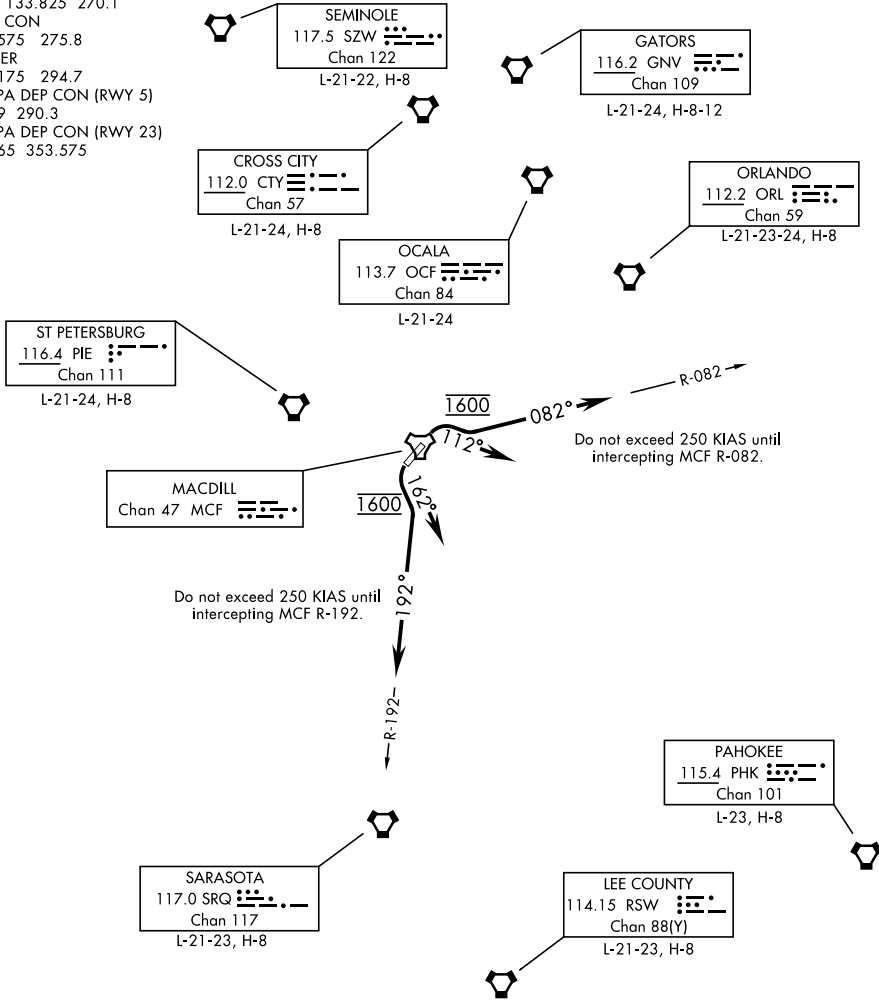 133.825 270.1
CON
575 275.8
ER
175 294.7
PA DEP CON (RWY 5)
9 290.3
PA DEP CON (RWY 23)
65 353.575
SEMINOLE
117.5 SZW
Chan 122
L-21-22, H-8
GATORS
116.2 GNV
Chan 109
L-21-24, H-8-12
CROSS CITY
112.0 CTY
Chan 57
L-21-24, H-8
ORLANDO
112.2 ORL
Chan 59
L-21-23-24, H-8
OCALA
113.7 OCF
Chan 84
L-21-24
ST PETERSBURG
116.4 PIE
Chan 111
L-21-24, H-8
R-082
1600
082°
112°
Do not exceed 250 KIAS until
intercepting MCF R-082.
MACDILL
Chan 47 MCF
1600
162°
Do not exceed 250 KIAS until
intercepting MCF R-192.
192°
R-192
PAHOKEE
115.4 PHK
Chan 101
L-23, H-8
SARASOTA
117.0 SRQ
Chan 117
L-21-23, H-8
LEE COUNTY
114.15 RSW
Chan 88(Y)
L-21-23, H-8